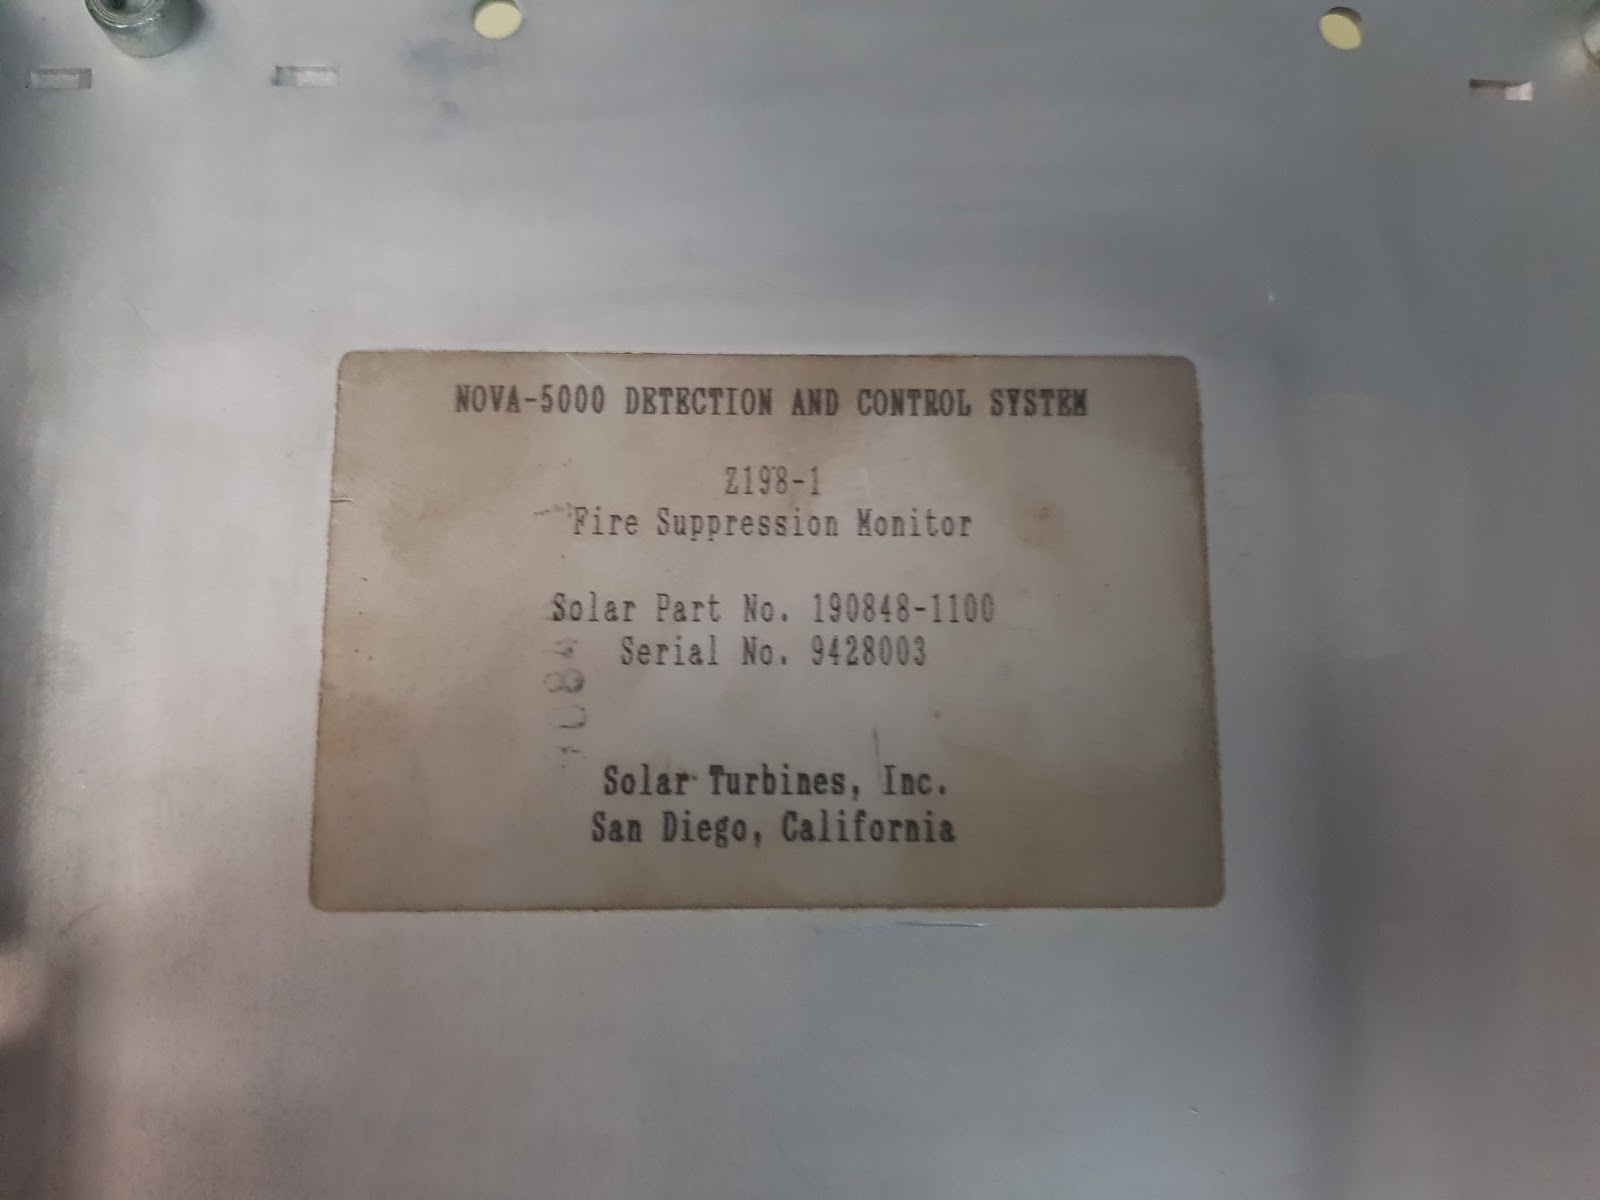 NOVA-5000 DETECTION AND CONTROL SYSTEM
Z198-1
Fire Suppression Monitor
Solar Part No. 190848-1100
Serial No. 9428003
Solar Turbines, Inc.
San Diego, California